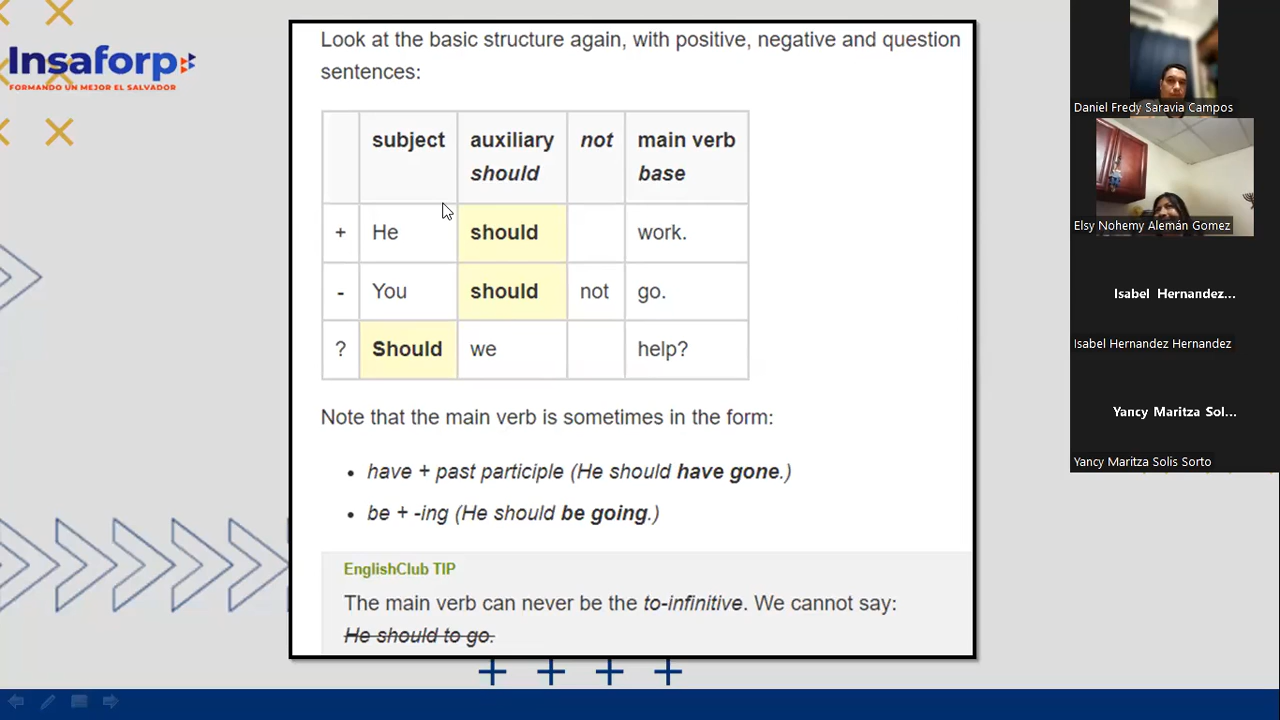 Insaforp
FORMANDO UN MEJOR EL SALVADOR
Look at the basic structure again, with positive, negative and question
sentences:
subject auxiliary should not main verb base
+ He should work.
- You should not go.
? Should we help?
Note that the main verb is sometimes in the form:
• have + past participle (He should have gone.)
• be + -ing (He should be going.)
EnglishClub TIP
The main verb can never be the to-infinitive. We cannot say:
He should to go.
Daniel Fredy Saravia Campos
Elsy Nohemy Alemán Gomez
Isabel Hernandez...
Isabel Hernandez Hernandez
Yancy Maritza Sol...
Yancy Maritza Solis Sorto